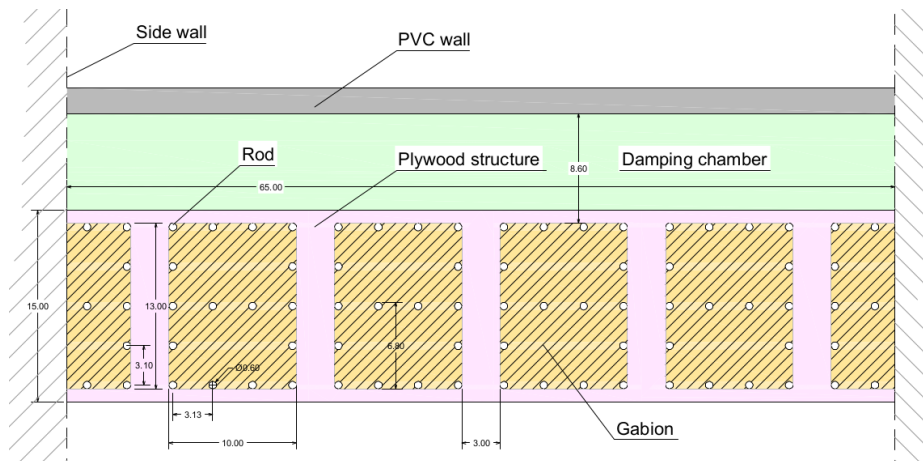 Side wall
PVC wall
Rod
Plywood structure
Damping chamber
8.60
65.00
15.00
13.00
6.80
3.10
Ø0.60
3.13
10.00
3.00
Gabion